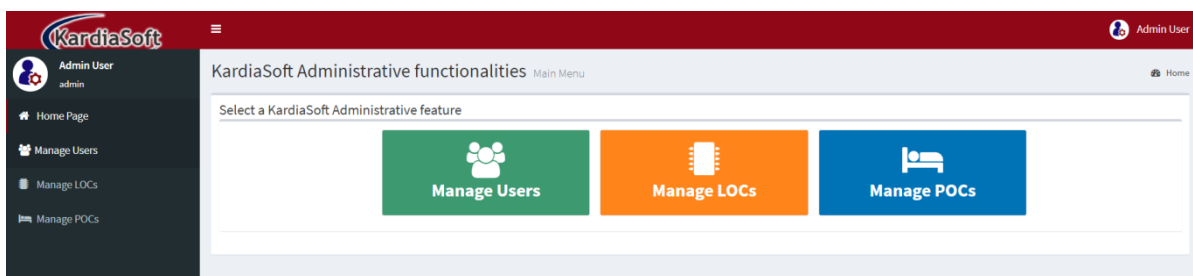 KardiaSoft
Admin User
Admin User
admin
KardiaSoft Administrative functionalities Main Menu
Home
Home Page
Select a KardiaSoft Administrative feature
Manage Users
Manage LOCs
Manage POCs
Manage Users
Manage LOCs
Manage POCs